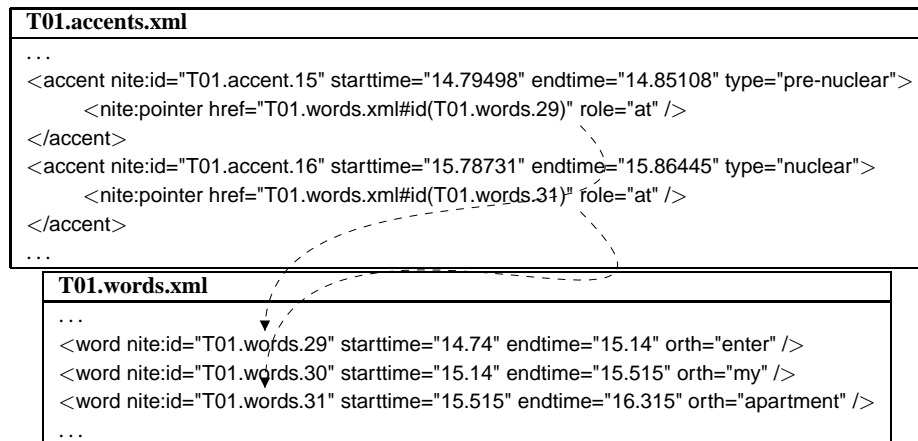 T01.accents.xml
. . .
<accent nite:id="T01.accent.15" starttime="14.79498" endtime="14.85108" type="pre-nuclear">
<nite:pointer href="T01.words.xml#id(T01.words.29)" role="at" />
</accent>
<accent nite:id="T01.accent.16" starttime="15.78731" endtime="15.86445" type="nuclear">
<nite:pointer href="T01.words.xml#id(T01.words.31)" role="at" />
</accent>
. . .
T01.words.xml
. . .
<word nite:id="T01.words.29" starttime="14.74" endtime="15.14" orth="enter" />
<word nite:id="T01.words.30" starttime="15.14" endtime="15.515" orth="my" />
<word nite:id="T01.words.31" starttime="15.515" endtime="16.315" orth="apartment" />
. . .